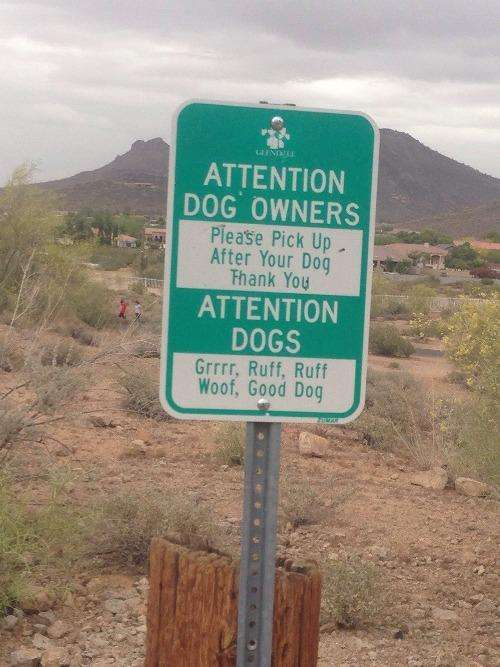 GLENDALE
ATTENTION
DOG OWNERS
Please Pick Up
After Your Dog
Thank You
ATTENTION
DOGS
Grrrr, Ruff, Ruff
Woof, Good Dog
ZUMAR